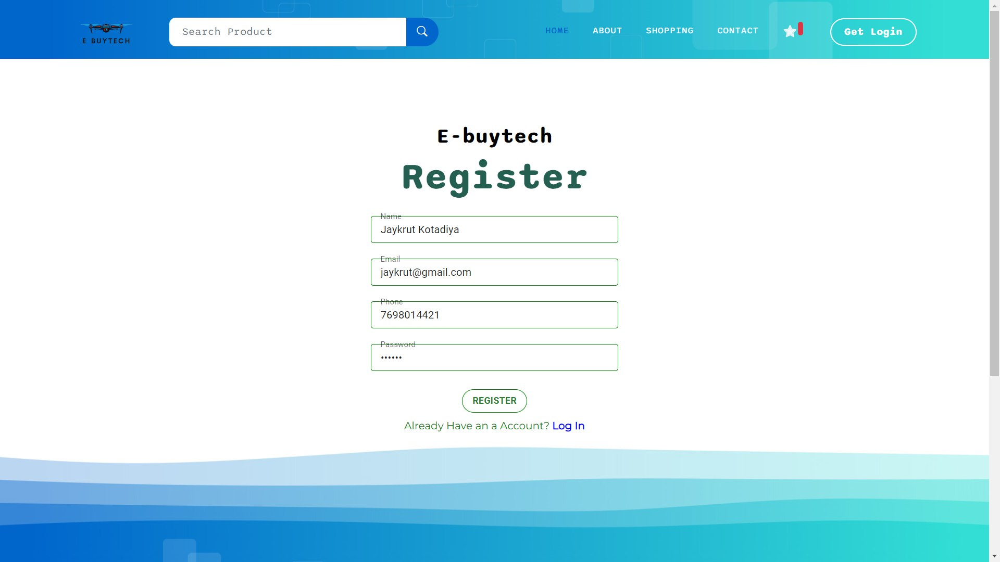 E BUYTECH
Search Product
HOME
ABOUT
SHOPPING
CONTACT
Get Login
E-buytech
Register
Name
Jaykrut Kotadiya
Email
jaykrut@gmail.com
Phone
7698014421
Password
••••••
REGISTER
Already Have an a Account? Log In